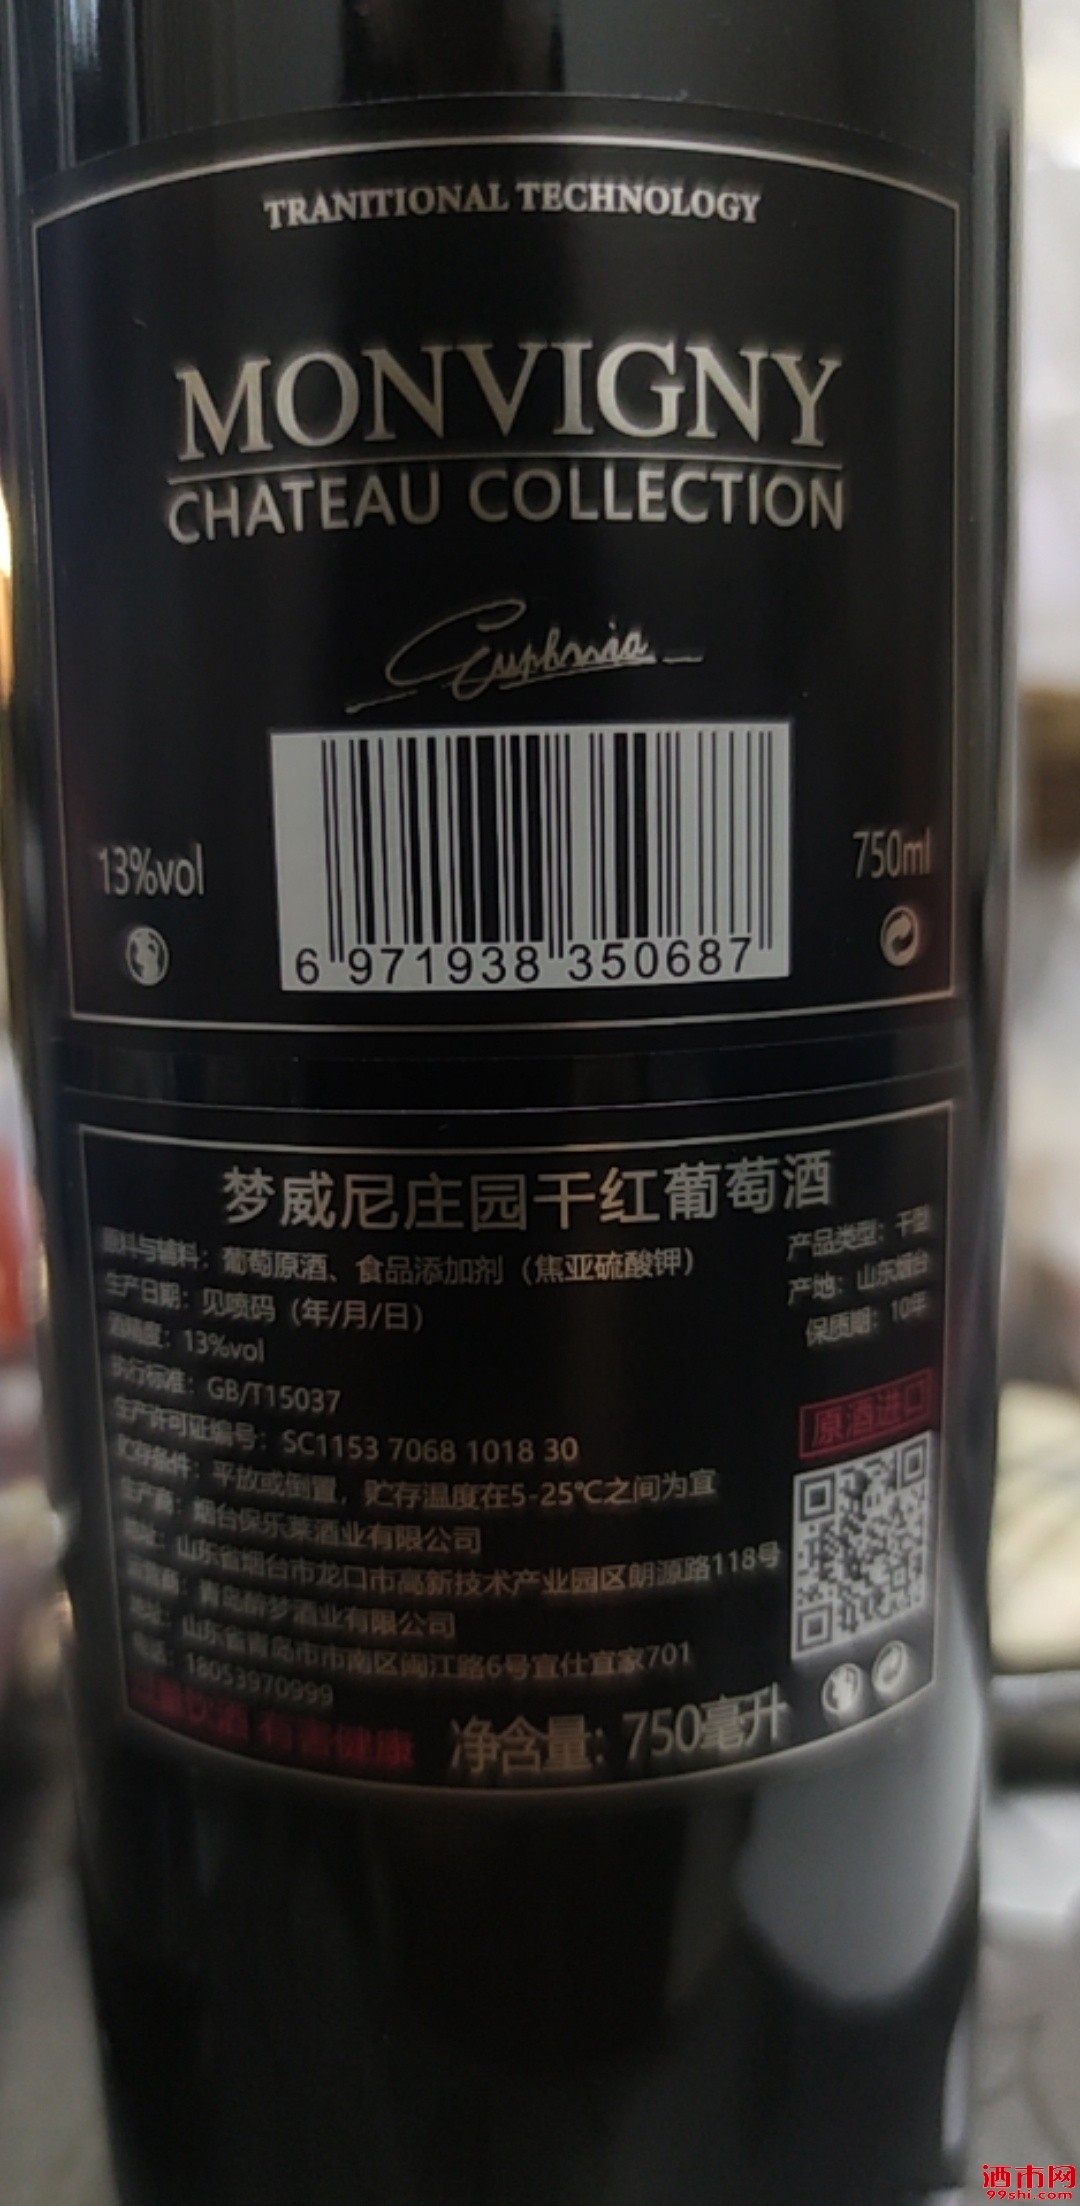 TRANITIONAL TECHNOLOGY
MONVIGNY
CHATEAU COLLECTION
13%vol
750ml
6 971938 350687
梦威尼庄园干红葡萄酒
原料与辅料：葡萄原酒、食品添加剂（焦亚硫酸钾）
产品类型：干型
生产日期：见喷码（年/月/日）
产地：山东烟台
酒精度：13%vol
保质期：10年
执行标准：GB/T15037
生产许可证编号：SC1153 7068 1018 30
原酒进口
贮存条件：平放或倒置，贮存温度在5-25℃之间为宜
生产商：烟台保乐莱酒业有限公司
地址：山东省烟台市龙口市高新技术产业园区朗源路118号
运营商：青岛醉梦酒业有限公司
地址：山东省青岛市市南区闽江路6号宜仕宜家701
电话：18053970999
饮酒 有害健康
净含量：750毫升
酒市网
99shi.com